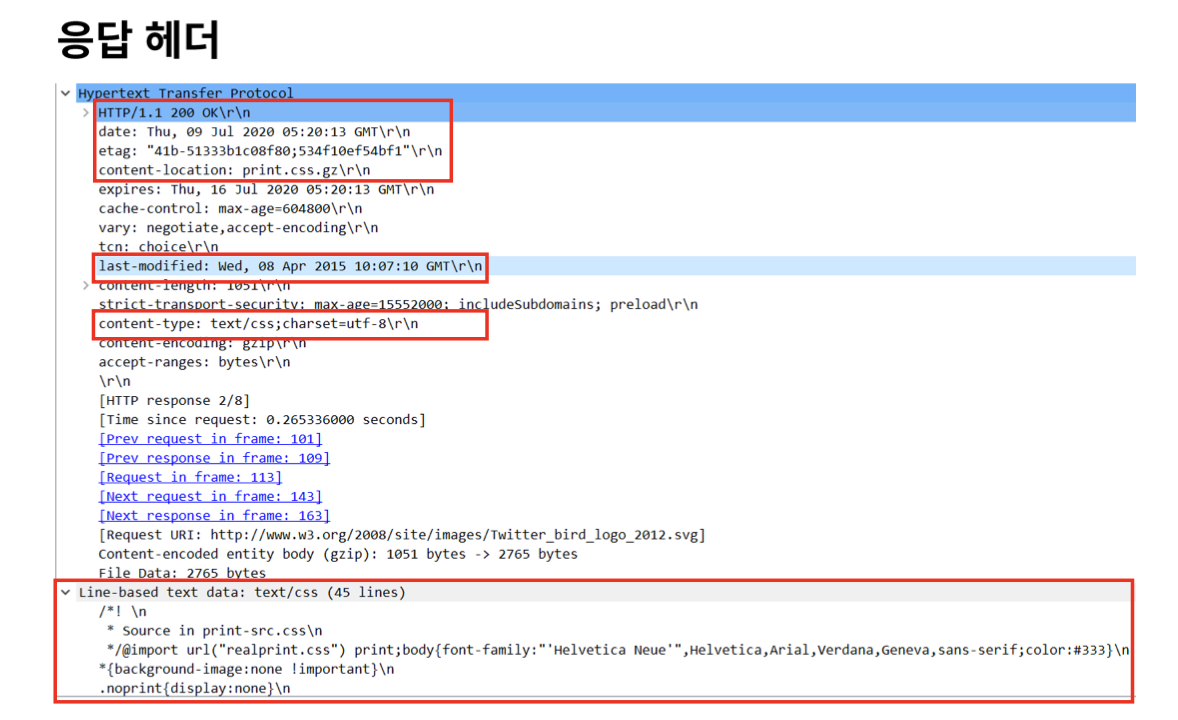 응답 헤더
Hypertext Transfer Protocol
HTTP/1.1 200 OK\r\n
date: Thu, 09 Jul 2020 05:20:13 GMT\r\n
etag: "41b-51333b1c08f80;534f10ef54bf1"\r\n
content-location: print.css.gz\r\n
expires: Thu, 16 Jul 2020 05:20:13 GMT\r\n
cache-control: max-age=604800\r\n
vary: negotiate,accept-encoding\r\n
tcn: choice\r\n
last-modified: Wed, 08 Apr 2015 10:07:10 GMT\r\n
content-length: 1051\r\n
strict-transport-security: max-age=15552000; includeSubdomains; preload\r\n
content-type: text/css;charset=utf-8\r\n
content-encoding: gzip\r\n
accept-ranges: bytes\r\n
\r\n
[HTTP response 2/8]
[Time since request: 0.265336000 seconds]
[Prev request in frame: 101]
[Prev response in frame: 109]
[Request in frame: 113]
[Next request in frame: 143]
[Next response in frame: 163]
[Request URI: http://www.w3.org/2008/site/images/Twitter_bird_logo_2012.svg]
Content-encoded entity body (gzip): 1051 bytes -> 2765 bytes
File Data: 2765 bytes
Line-based text data: text/css (45 lines)
/*! \n
* Source in print-src.css\n
*/@import url("realprint.css") print;body{font-family:"'Helvetica Neue'",Helvetica,Arial,Verdana,Geneva,sans-serif;color:#333}\n
*{background-image:none !important}\n
.noprint{display:none}\n